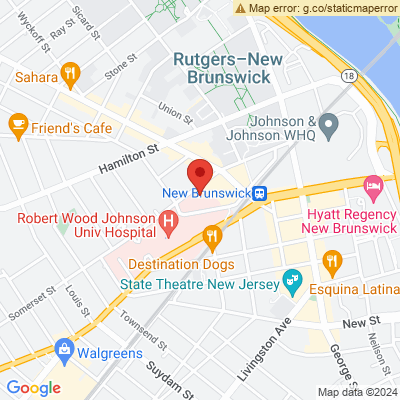 Map error: g.co/staticmaperror
Wyckoff St
Ray St
Sicard St
Stone St
Rutgers–New
Brunswick
18
Sahara
Union St
Johnson &
Johnson WHQ
Friend's Cafe
Hamilton St
New Brunswick
Robert Wood Johnson
Univ Hospital
H
Hyatt Regency
New Brunswick
Destination Dogs
State Theatre New Jersey
Esquina Latina
Somerset St
Louis St
Townsend St
Livingston Ave
New St
Neilson St
George St
Walgreens
Suydam St
Google
Map data ©2024